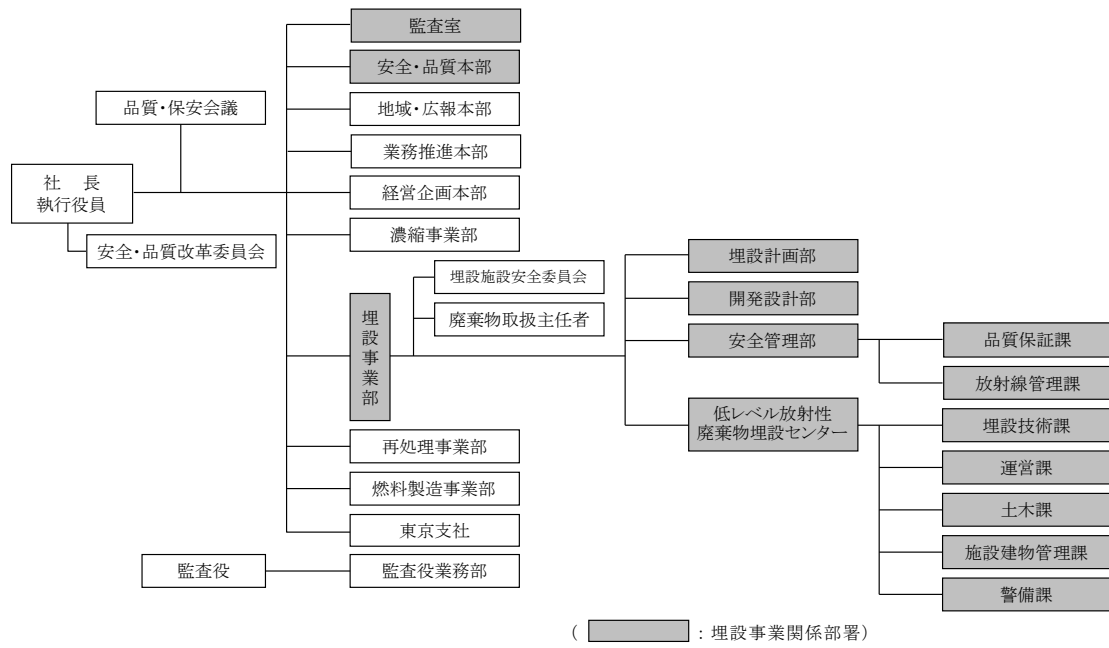 監査室
安全・品質本部
品質・保安会議
地域・広報本部
業務推進本部
社 長
執行役員
経営企画本部
安全・品質改革委員会
濃縮事業部
埋設事業部
埋設施設安全委員会
廃棄物取扱主任者
埋設計画部
開発設計部
安全管理部
品質保証課
放射線管理課
低レベル放射性
廃棄物埋設センター
埋設技術課
運営課
土木課
施設建物管理課
警備課
再処理事業部
燃料製造事業部
東京支社
監査役
監査役業務部
( : 埋設事業関係部署)